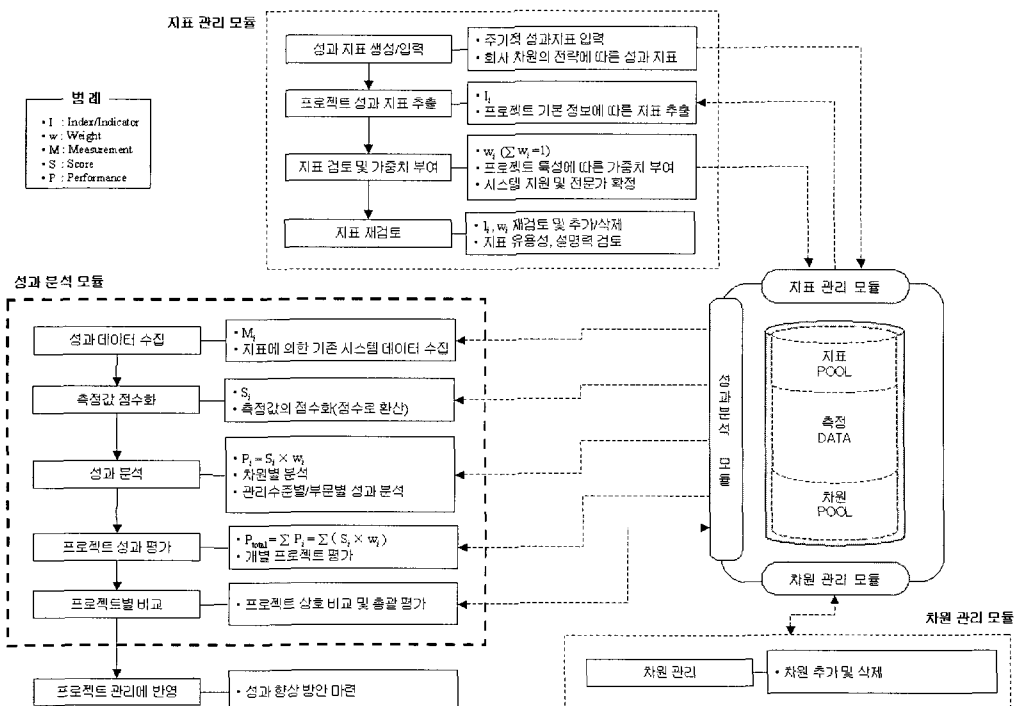 지표 관리 모듈
성과 지표 생성/입력
• 주기적 성과지표 입력
• 회사 차원의 전략에 따른 성과 지표
프로젝트 성과 지표 추출
• I_i
• 프로젝트 기본 정보에 따른 지표 추출
지표 검토 및 가중치 부여
• w_i (∑ w_i=1)
• 프로젝트 특성에 따른 가중치 부여
• 시스템 지원 및 전문가 확정
지표 재검토
• I_i, w_i 재검토 및 추가/삭제
• 지표 유용성, 설명력 검토
범 례
• I : Index/Indicator
• w : Weight
• M : Measurement
• S : Score
• P : Performance
성과 분석 모듈
성과 데이터 수집
• M_i
• 지표에 의한 기존 시스템 데이터 수집
측정값 점수화
• S_i
• 측정값의 점수화(점수로 환산)
성과 분석
• P_i = S_i × w_i
• 차원별 분석
• 관리수준별/부문별 성과 분석
프로젝트 성과 평가
• P_total = ∑ P_i = ∑ ( S_i × w_i )
• 개별 프로젝트 평가
프로젝트별 비교
• 프로젝트 상호 비교 및 총괄 평가
프로젝트 관리에 반영
• 성과 향상 방안 마련
지표 관리 모듈
성과분석 모듈
지표
POOL
측정
DATA
차원
POOL
차원 관리 모듈
차원 관리 모듈
차원 관리
• 차원 추가 및 삭제